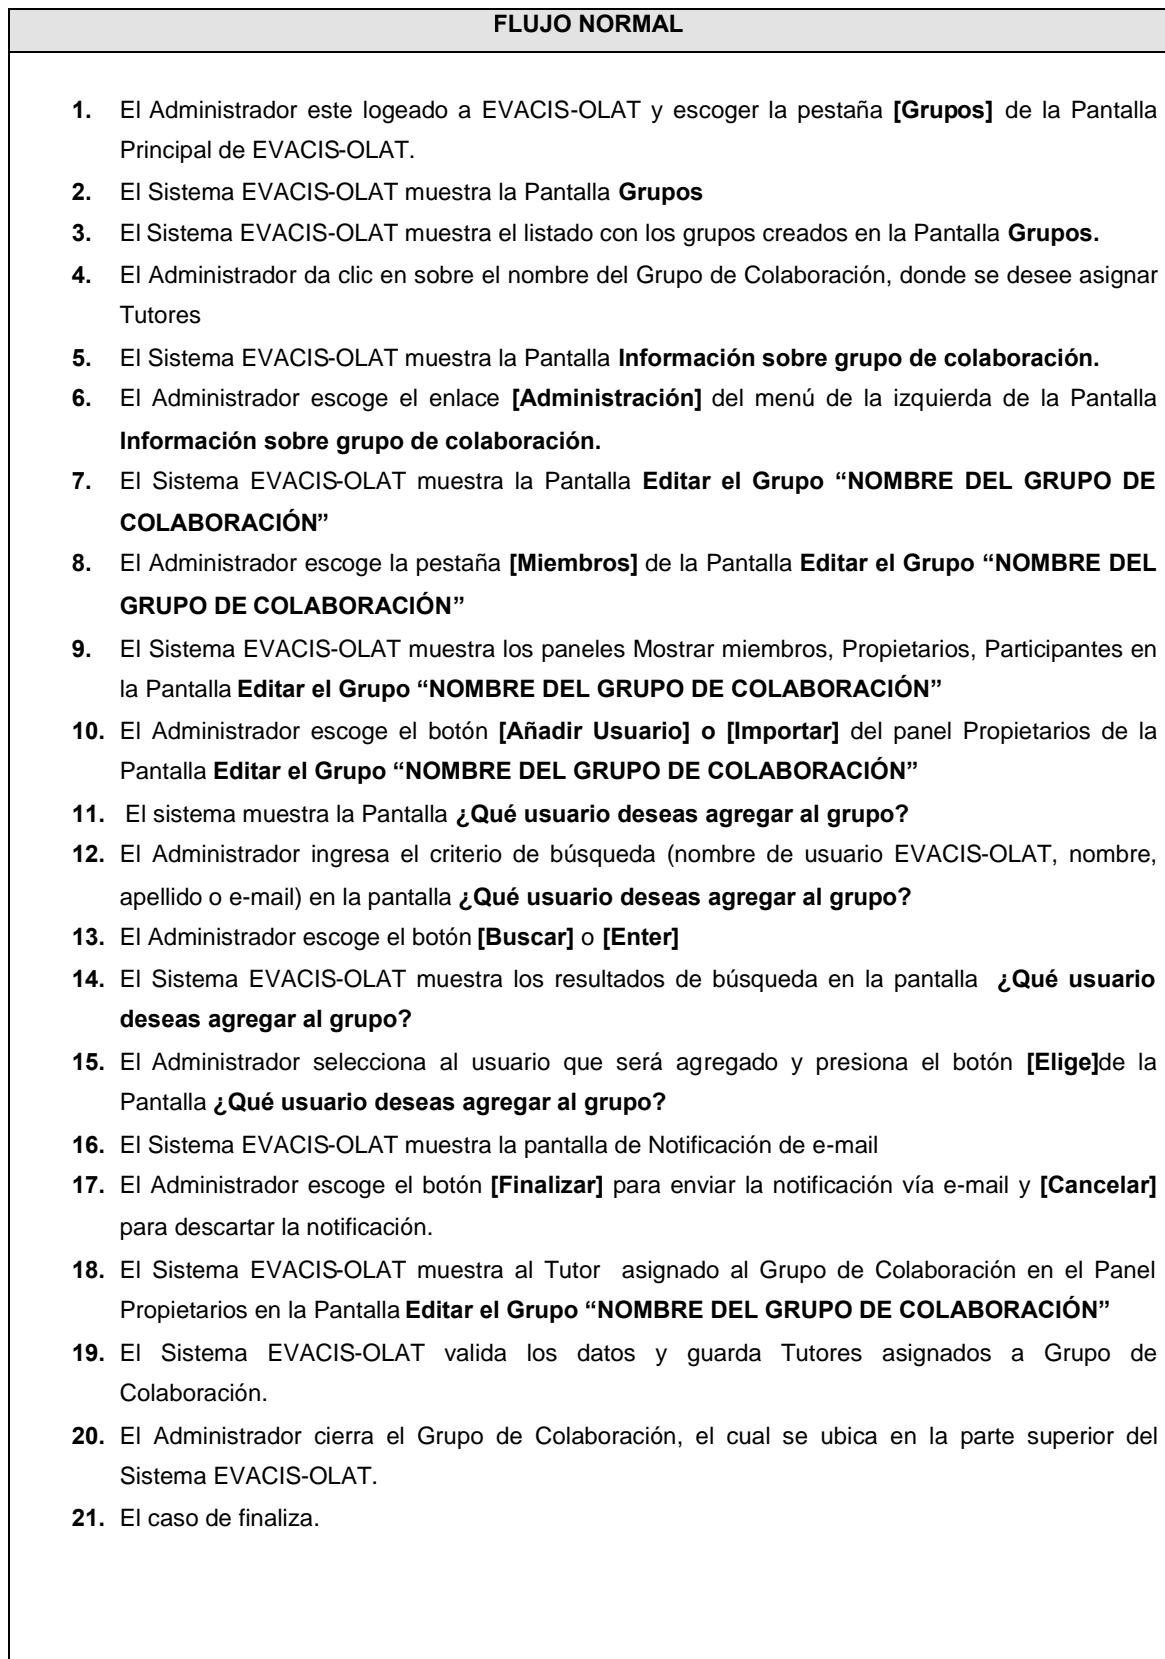 FLUJO NORMAL
1. El Administrador este logeado a EVACIS-OLAT y escoger la pestaña [Grupos] de la Pantalla
Principal de EVACIS-OLAT.
2. El Sistema EVACIS-OLAT muestra la Pantalla Grupos
3. El Sistema EVACIS-OLAT muestra el listado con los grupos creados en la Pantalla Grupos.
4. El Administrador da clic en sobre el nombre del Grupo de Colaboración, donde se desee asignar
Tutores
5. El Sistema EVACIS-OLAT muestra la Pantalla Información sobre grupo de colaboración.
6. El Administrador escoge el enlace [Administración] del menú de la izquierda de la Pantalla
Información sobre grupo de colaboración.
7. El Sistema EVACIS-OLAT muestra la Pantalla Editar el Grupo “NOMBRE DEL GRUPO DE
COLABORACIÓN”
8. El Administrador escoge la pestaña [Miembros] de la Pantalla Editar el Grupo “NOMBRE DEL
GRUPO DE COLABORACIÓN”
9. El Sistema EVACIS-OLAT muestra los paneles Mostrar miembros, Propietarios, Participantes en
la Pantalla Editar el Grupo “NOMBRE DEL GRUPO DE COLABORACIÓN”
10. El Administrador escoge el botón [Añadir Usuario] o [Importar] del panel Propietarios de la
Pantalla Editar el Grupo “NOMBRE DEL GRUPO DE COLABORACIÓN”
11. El sistema muestra la Pantalla ¿Qué usuario deseas agregar al grupo?
12. El Administrador ingresa el criterio de búsqueda (nombre de usuario EVACIS-OLAT, nombre,
apellido o e-mail) en la pantalla ¿Qué usuario deseas agregar al grupo?
13. El Administrador escoge el botón [Buscar] o [Enter]
14. El Sistema EVACIS-OLAT muestra los resultados de búsqueda en la pantalla ¿Qué usuario
deseas agregar al grupo?
15. El Administrador selecciona al usuario que será agregado y presiona el botón [Elige]de la
Pantalla ¿Qué usuario deseas agregar al grupo?
16. El Sistema EVACIS-OLAT muestra la pantalla de Notificación de e-mail
17. El Administrador escoge el botón [Finalizar] para enviar la notificación vía e-mail y [Cancelar]
para descartar la notificación.
18. El Sistema EVACIS-OLAT muestra al Tutor asignado al Grupo de Colaboración en el Panel
Propietarios en la Pantalla Editar el Grupo “NOMBRE DEL GRUPO DE COLABORACIÓN”
19. El Sistema EVACIS-OLAT valida los datos y guarda Tutores asignados a Grupo de
Colaboración.
20. El Administrador cierra el Grupo de Colaboración, el cual se ubica en la parte superior del
Sistema EVACIS-OLAT.
21. El caso de finaliza.